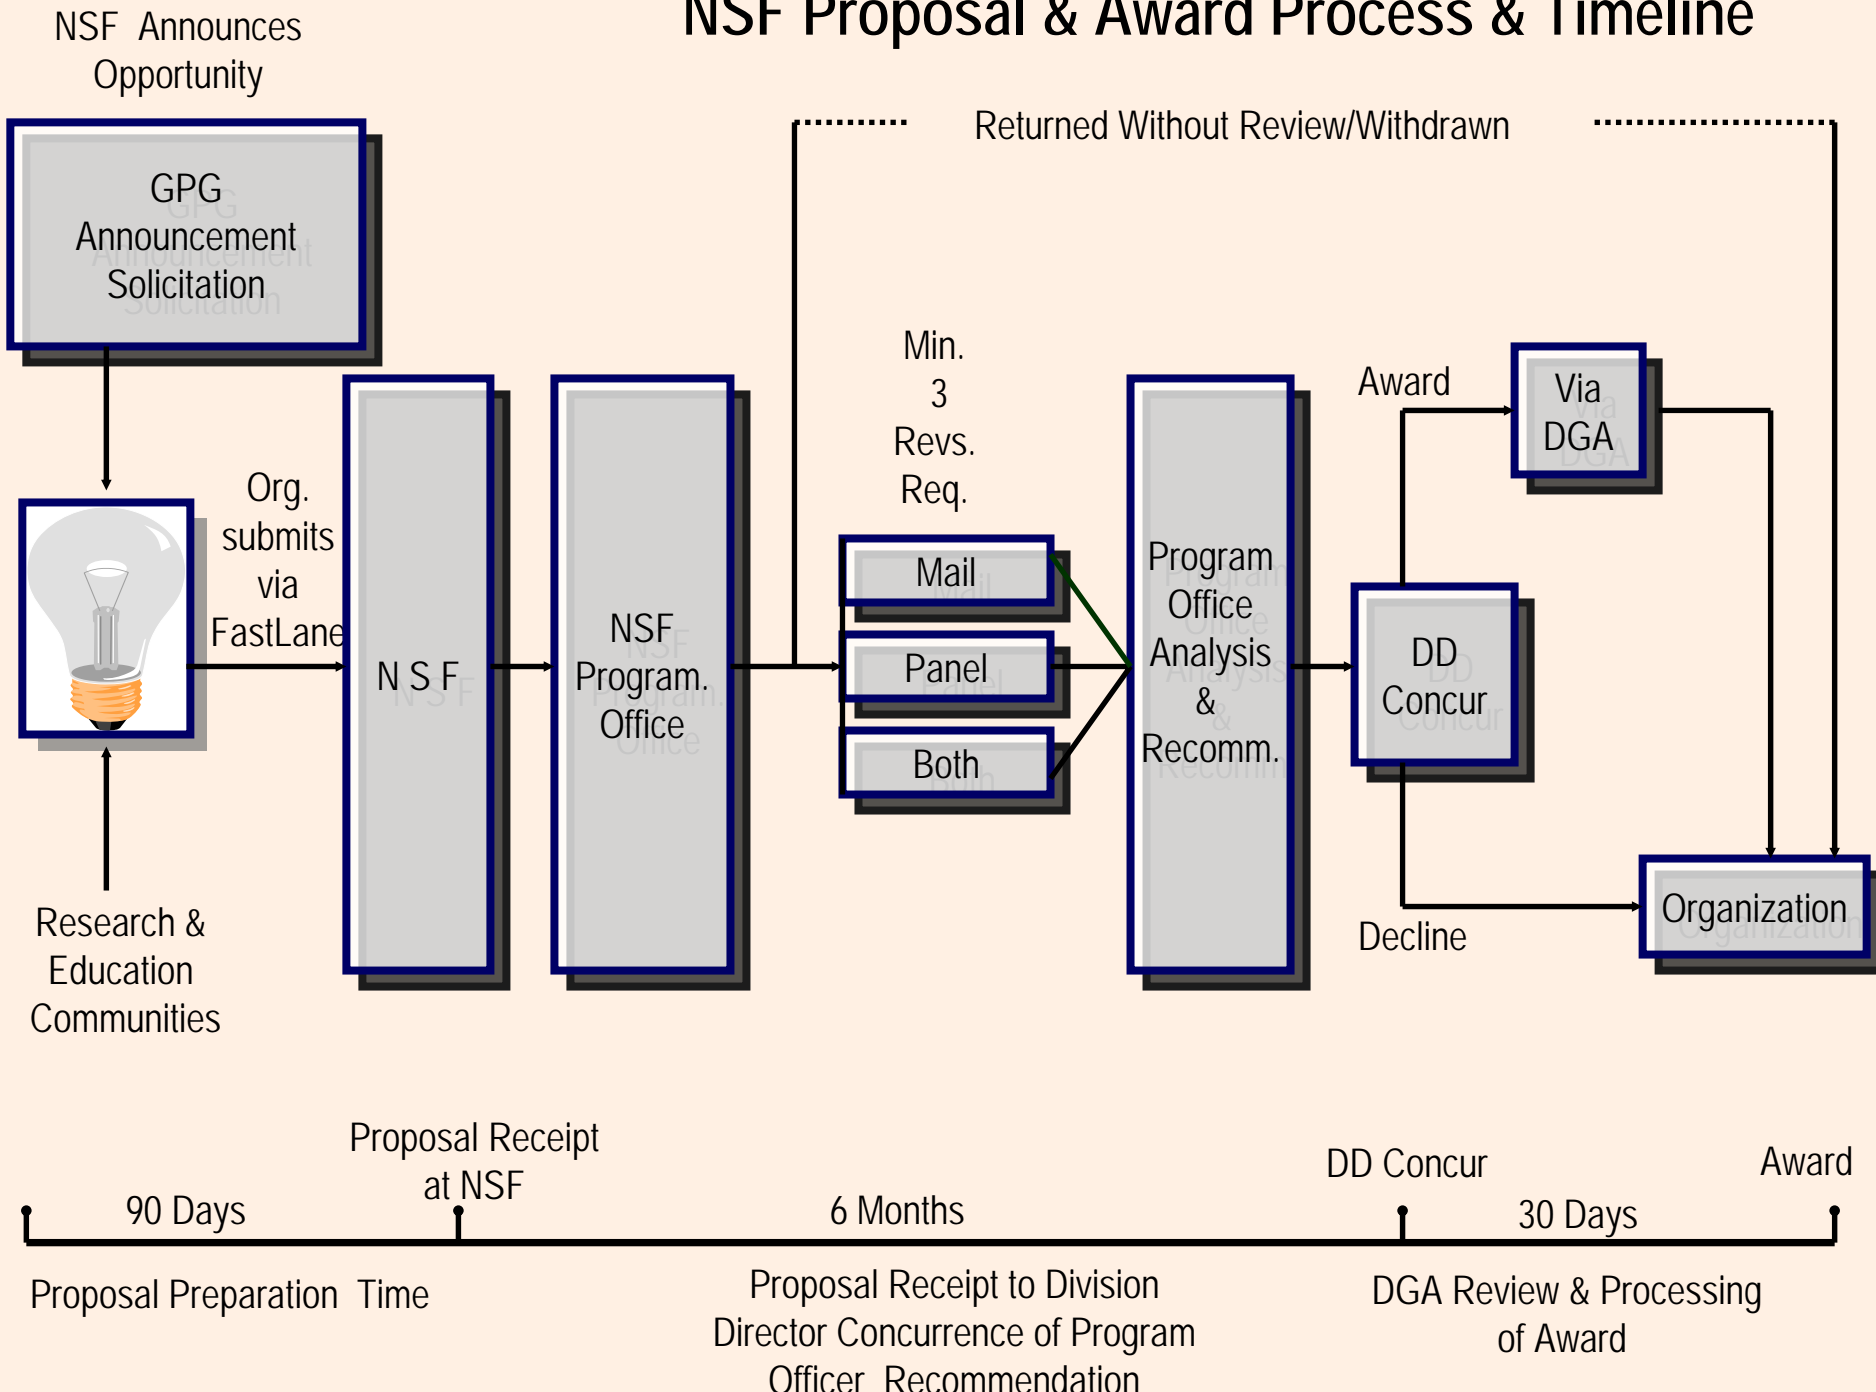 NSF Proposal & Award Process & Timeline
NSF Announces
Opportunity
Returned Without Review/Withdrawn
GPG
Announcement
Solicitation
Min.
3
Revs.
Req.
Award
Via
DGA
Org.
submits
via
FastLane
N S F
NSF
Program.
Office
Mail
Panel
Both
Program
Office
Analysis
&
Recomm.
DD
Concur
Decline
Organization
Research &
Education
Communities
Proposal Receipt
at NSF
DD Concur
Award
90 Days
6 Months
30 Days
Proposal Preparation Time
Proposal Receipt to Division
Director Concurrence of Program
Officer Recommendation
DGA Review & Processing
of Award